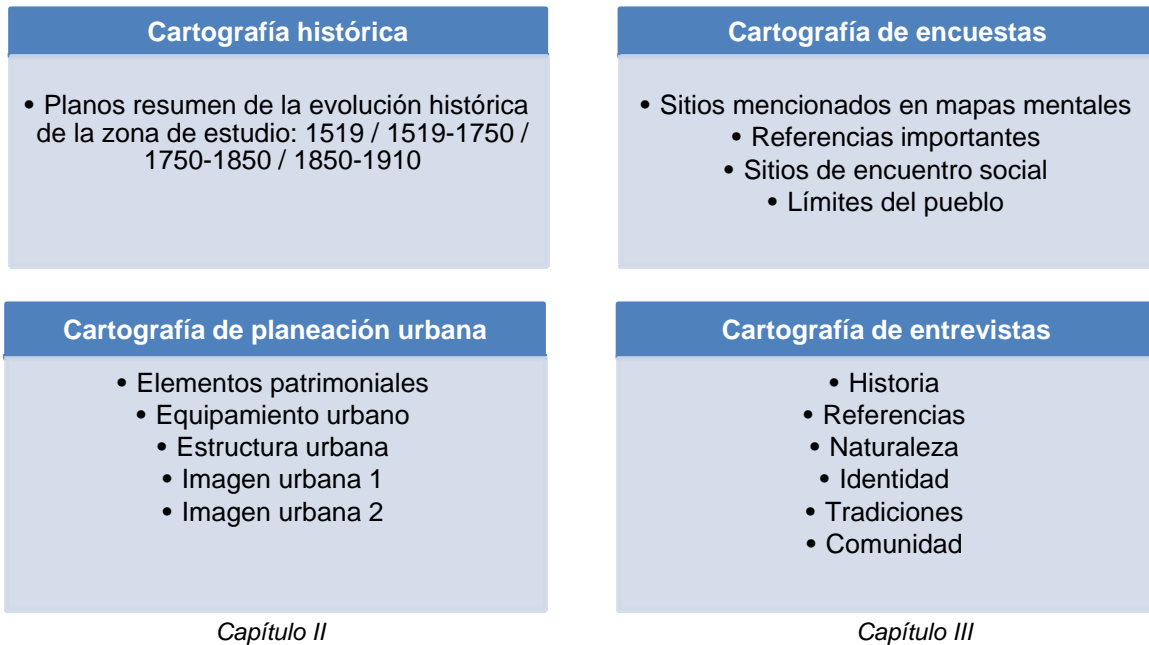 Cartografía histórica
• Planos resumen de la evolución histórica
de la zona de estudio: 1519 / 1519-1750 /
1750-1850 / 1850-1910
Cartografía de encuestas
• Sitios mencionados en mapas mentales
• Referencias importantes
• Sitios de encuentro social
• Límites del pueblo
Cartografía de planeación urbana
• Elementos patrimoniales
• Equipamiento urbano
• Estructura urbana
• Imagen urbana 1
• Imagen urbana 2
Cartografía de entrevistas
• Historia
• Referencias
• Naturaleza
• Identidad
• Tradiciones
• Comunidad
Capítulo II
Capítulo III